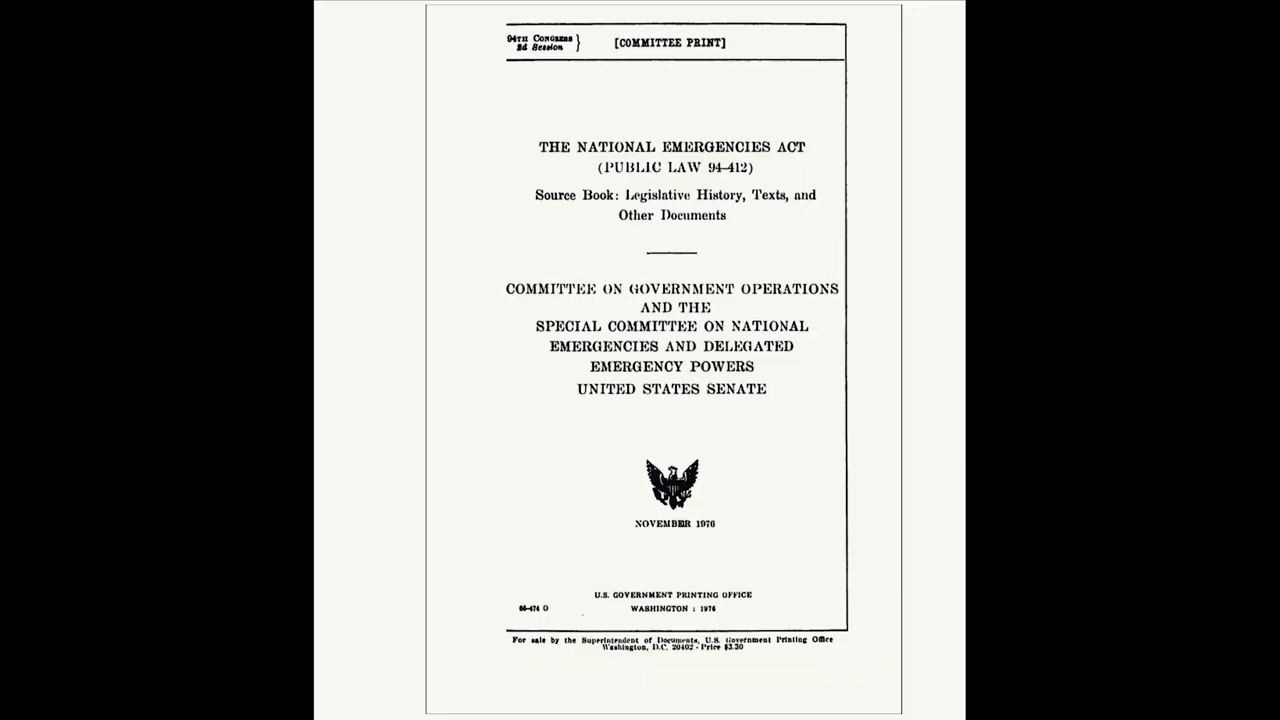 94TH CONGRESS
2d Session
[COMMITTEE PRINT]
THE NATIONAL EMERGENCIES ACT
(PUBLIC LAW 94-412)
Source Book: Legislative History, Texts, and
Other Documents
COMMITTEE ON GOVERNMENT OPERATIONS
AND THE
SPECIAL COMMITTEE ON NATIONAL
EMERGENCIES AND DELEGATED
EMERGENCY POWERS
UNITED STATES SENATE
NOVEMBER 1976
U.S. GOVERNMENT PRINTING OFFICE
66-474 O WASHINGTON : 1976
For sale by the Superintendent of Documents, U.S. Government Printing Office
Washington, D.C. 20402 - Price $3.30